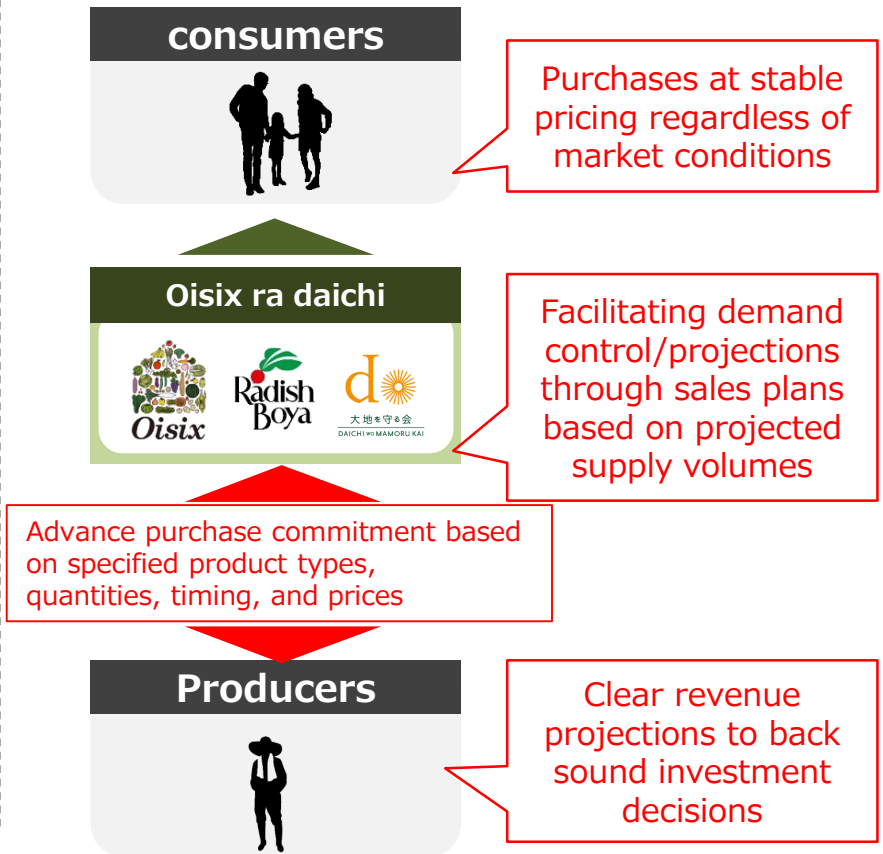 consumers
Purchases at stable
pricing regardless of
market conditions
Oisix ra daichi
Oisix
Radish
Boya
d
大地を守る会
DAICHI WO MAMORU KAI
Facilitating demand
control/projections
through sales plans
based on projected
supply volumes
Advance purchase commitment based
on specified product types,
quantities, timing, and prices
Producers
Clear revenue
projections to back
sound investment
decisions